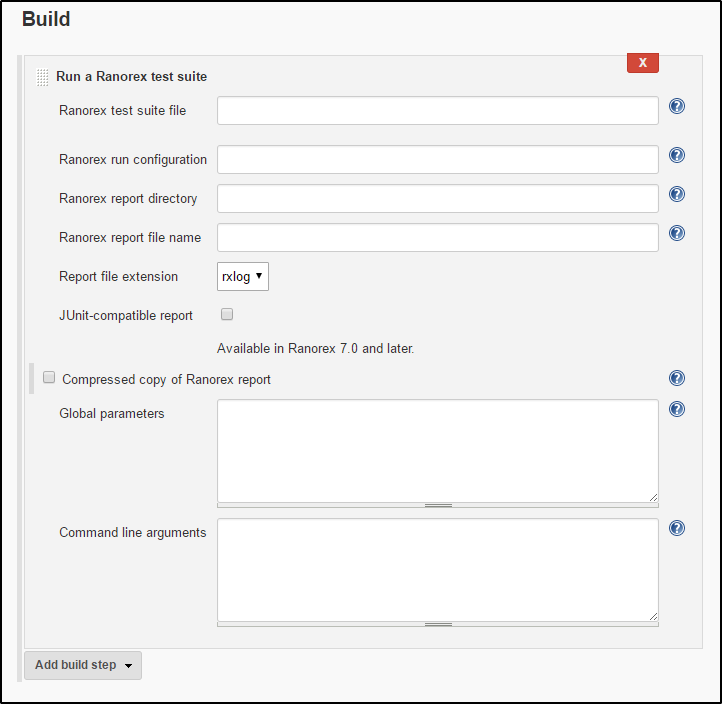 Build
X
Run a Ranorex test suite
Ranorex test suite file
?
Ranorex run configuration
?
Ranorex report directory
?
Ranorex report file name
?
Report file extension
rxlog
JUnit-compatible report
Available in Ranorex 7.0 and later.
Compressed copy of Ranorex report
?
Global parameters
?
Command line arguments
?
Add build step